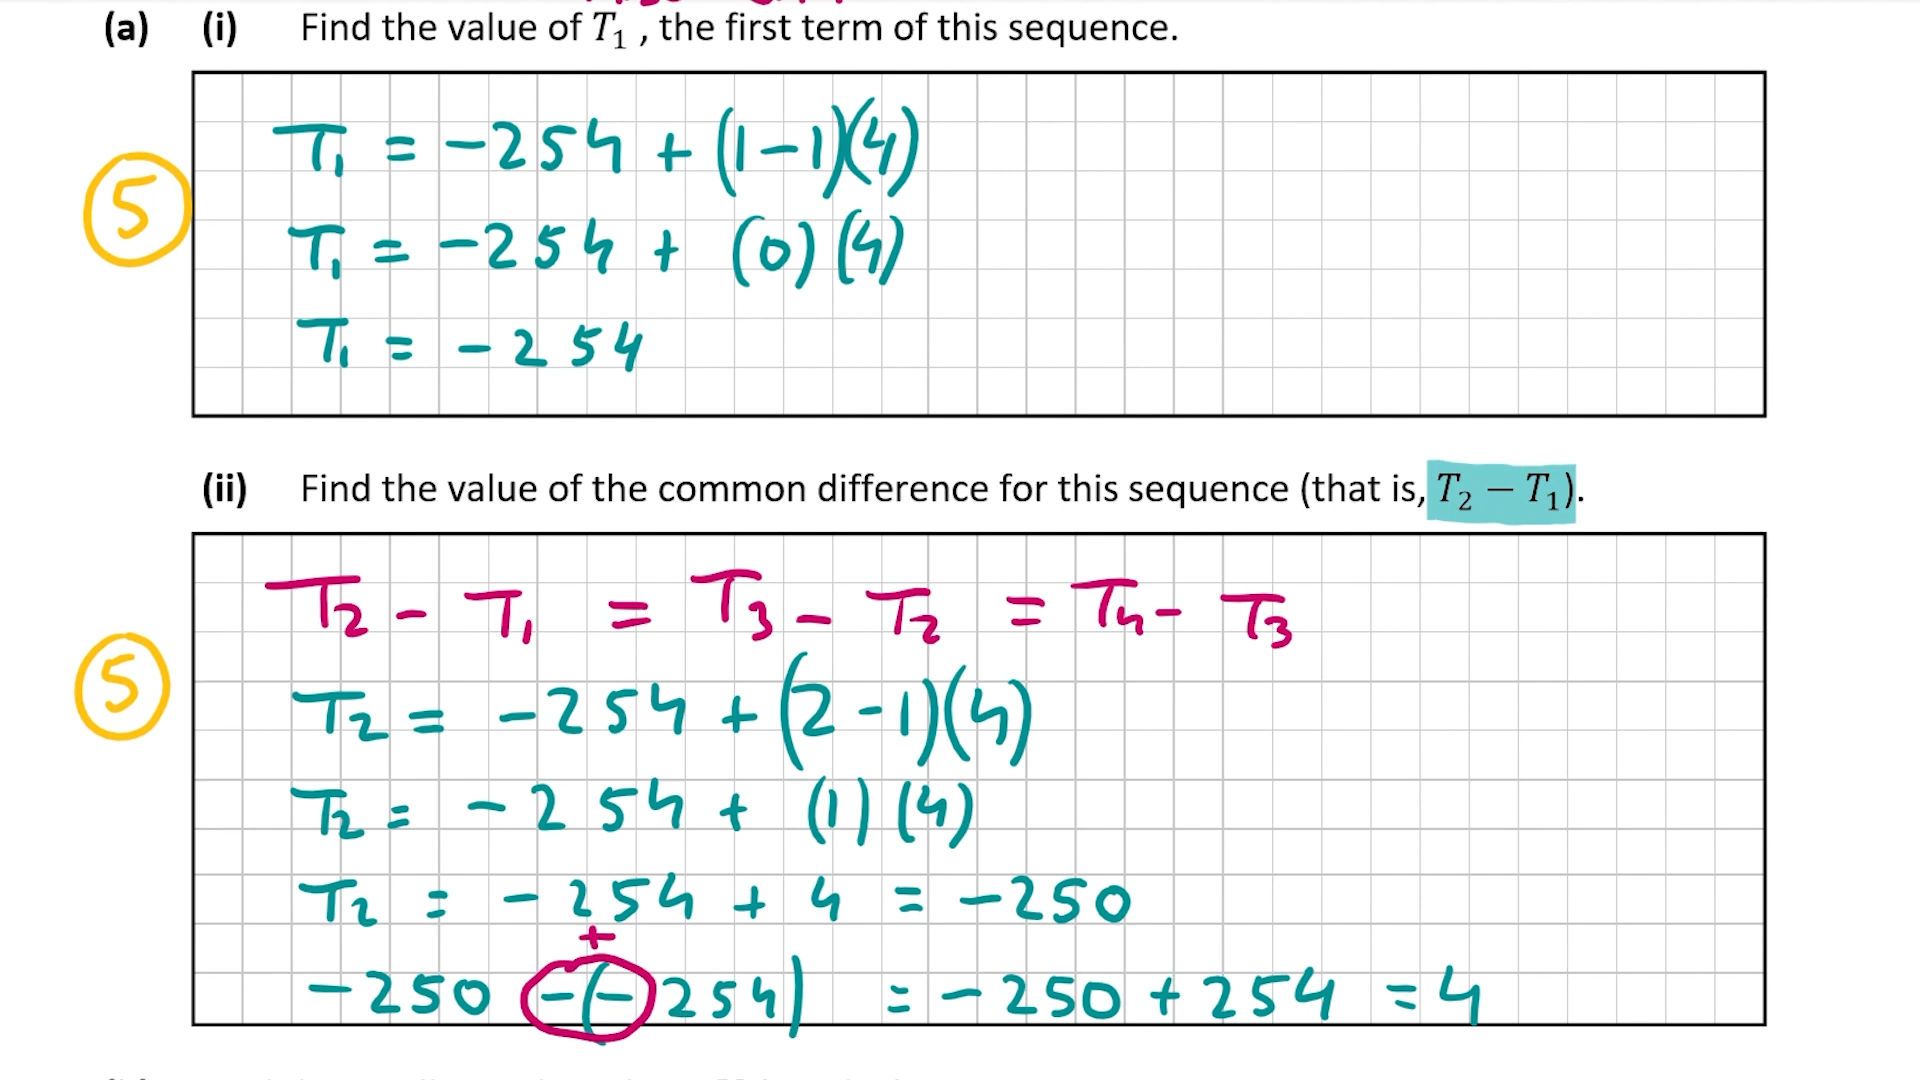 (a) (i) Find the value of T₁ , the first term of this sequence.
T₁ = -254 + (1-1)(4)
5
T₁ = -254 + (0)(4)
T₁ = -254
(ii) Find the value of the common difference for this sequence (that is, T₂ − T₁).
T₂ - T₁ = T₃ - T₂ = T₄ - T₃
5
T₂ = -254 + (2-1)(4)
T₂ = -254 + (1)(4)
T₂ = -254 + 4 = -250
+
-250 -(-254) = -250 + 254 = 4